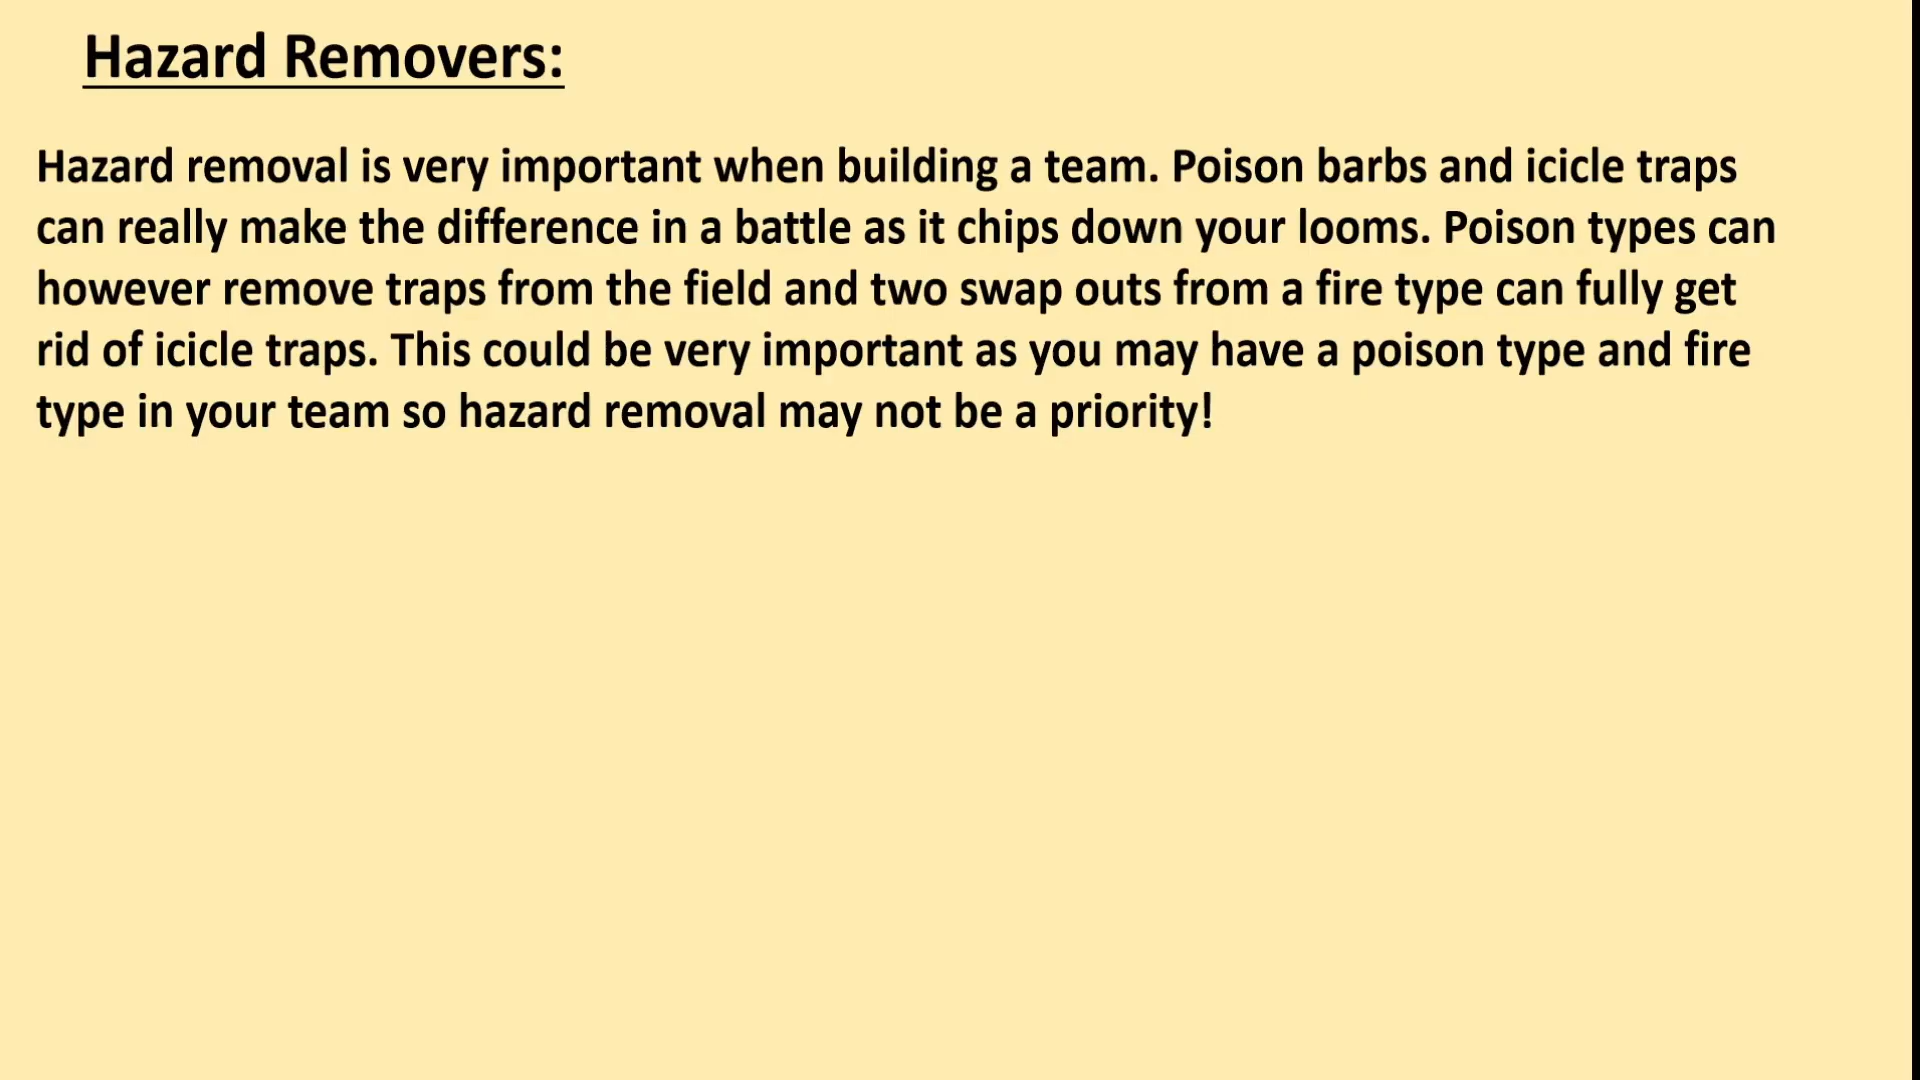 Hazard Removers:
Hazard removal is very important when building a team. Poison barbs and icicle traps
can really make the difference in a battle as it chips down your looms. Poison types can
however remove traps from the field and two swap outs from a fire type can fully get
rid of icicle traps. This could be very important as you may have a poison type and fire
type in your team so hazard removal may not be a priority!